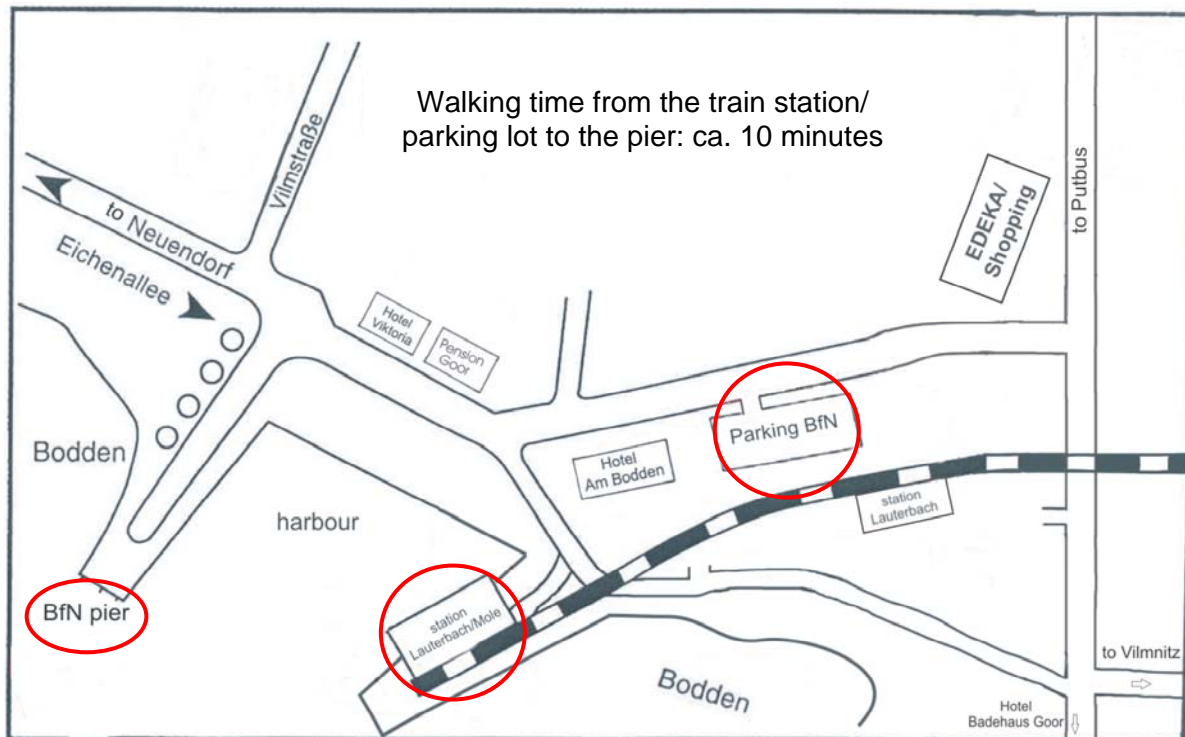 Walking time from the train station/
parking lot to the pier: ca. 10 minutes
Vilmstraße
to Putbus
EDEKA/
Shopping
to Neuendorf
Eichenallee
Hotel
Viktoria
Pension
Goor
Parking BfN
Hotel
Am Bodden
station
Lauterbach
Bodden
harbour
BfN pier
station
Lauterbach/Mole
Bodden
to Vilmnitz
Hotel
Badehaus Goor